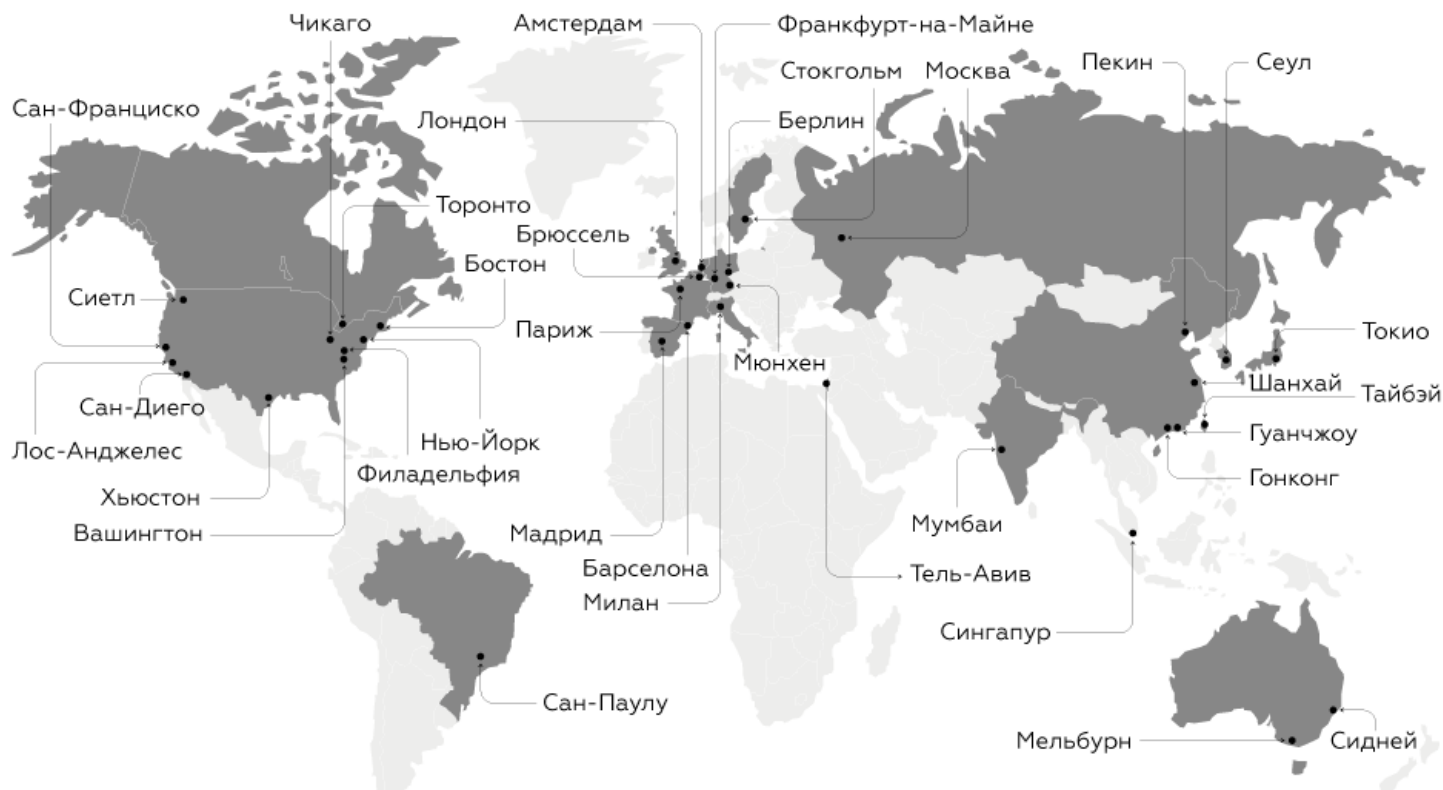 Чикаго
Амстердам
Франкфурт-на-Майне
Стокгольм
Москва
Пекин
Сеул
Сан-Франциско
Лондон
Берлин
Торонто
Брюссель
Бостон
Сиетл
Париж
Токио
Мюнхен
Шанхай
Тайбэй
Сан-Диего
Лос-Анджелес
Нью-Йорк
Гуанчжоу
Филадельфия
Гонконг
Хьюстон
Вашингтон
Мадрид
Мумбаи
Барселона
Тель-Авив
Милан
Сингапур
Сан-Паулу
Мельбурн
Сидней